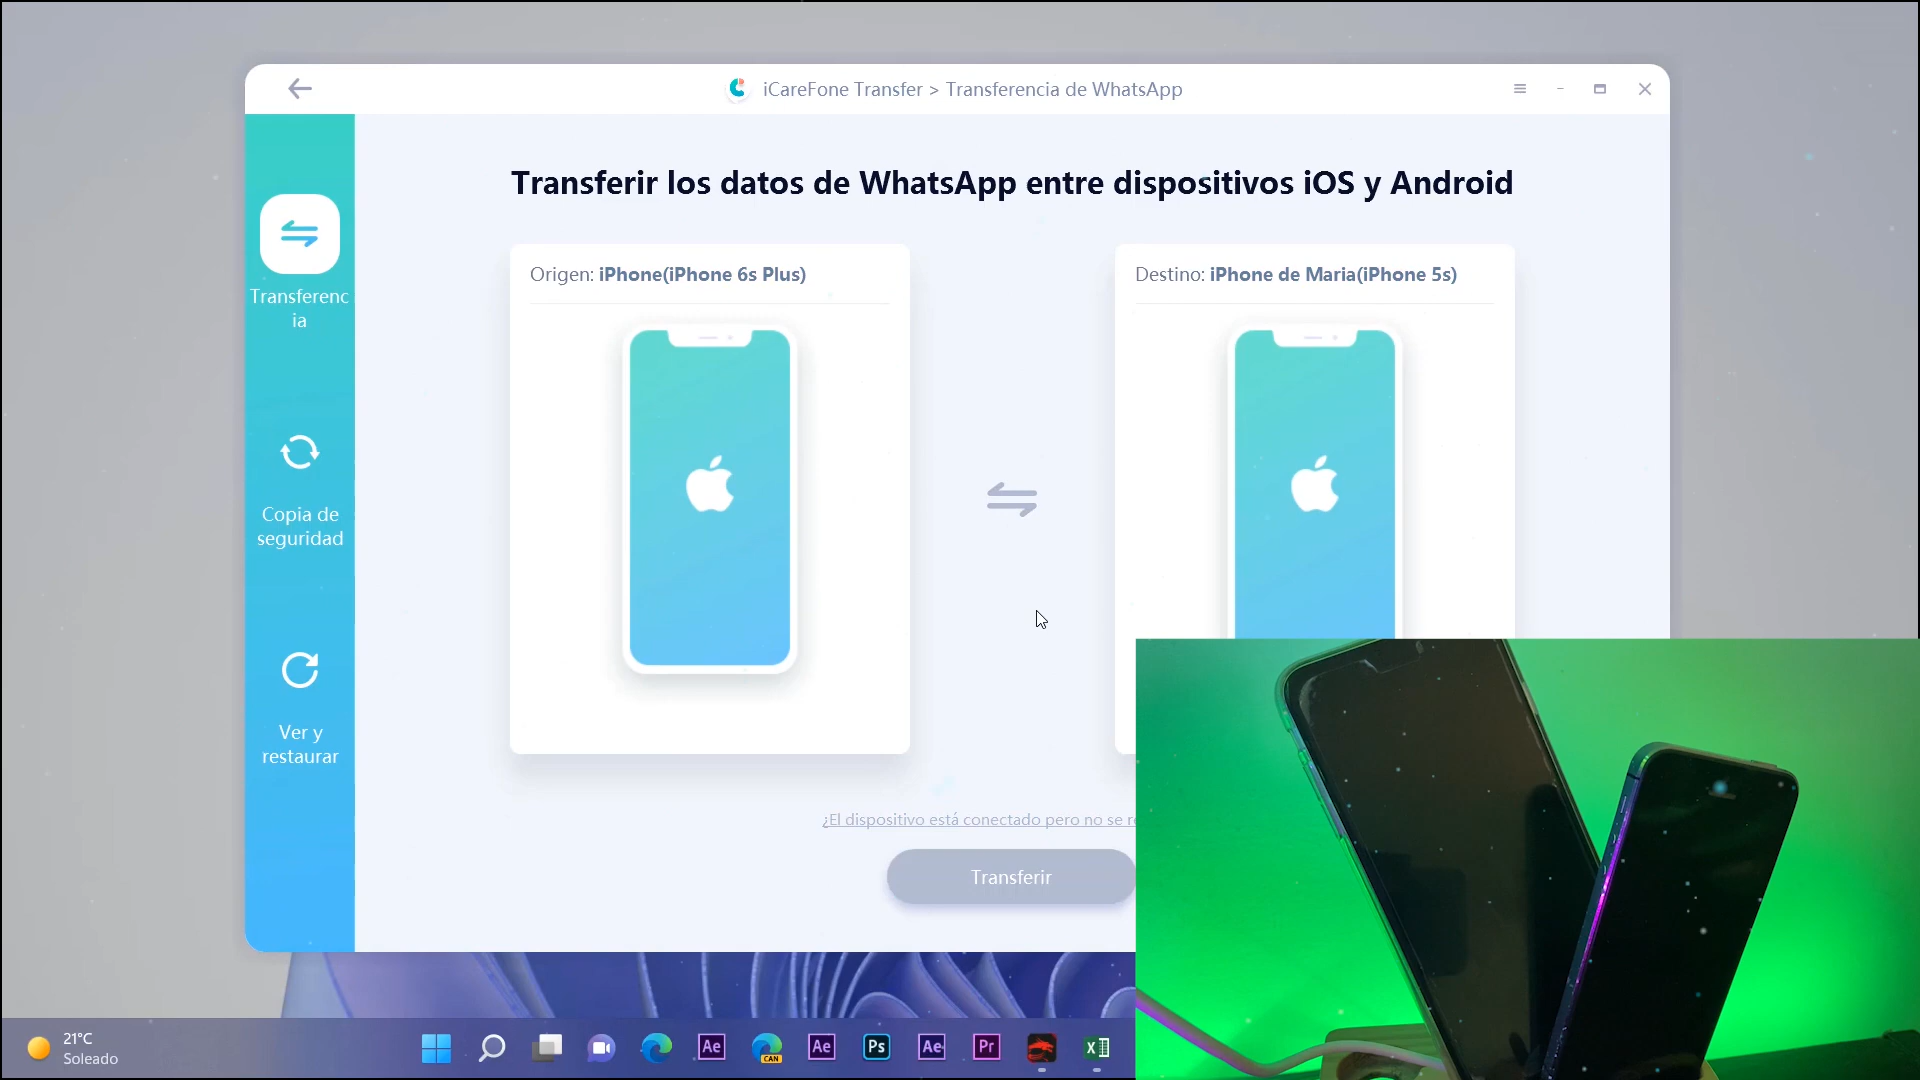 iCareFone Transfer > Transferencia de WhatsApp
Transferir los datos de WhatsApp entre dispositivos iOS y Android
Transferenc
ia
Copia de
seguridad
Ver y
restaurar
Origen: iPhone(iPhone 6s Plus)
Destino: iPhone de Maria(iPhone 5s)
¿El dispositivo está conectado pero no se
Transferir
21°C
Soleado
Ae
CAN
Ae
Ps
Ae
Pr
X